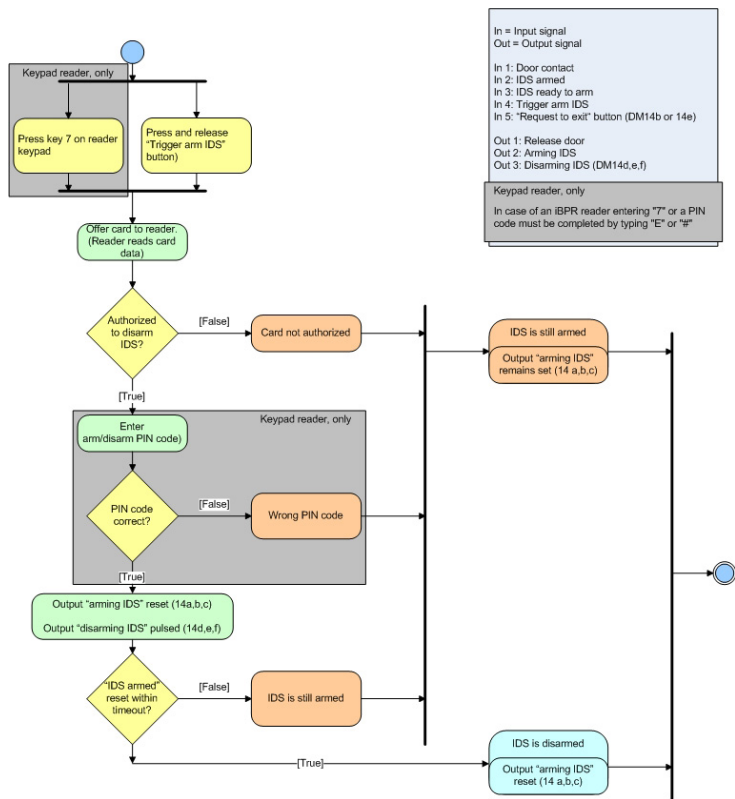 Keypad reader, only
Press key 7 on reader
keypad
Press and release
“Trigger arm IDS”
button)
In = Input signal
Out = Output signal
In 1: Door contact
In 2: IDS armed
In 3: IDS ready to arm
In 4: Trigger arm IDS
In 5: “Request to exit“ button (DM14b or 14e)
Out 1: Release door
Out 2: Arming IDS
Out 3: Disarming IDS (DM14d,e,f)
Keypad reader, only
In case of an iBPR reader entering "7" or a PIN
code must be completed by typing "E" or "#"
Offer card to reader.
(Reader reads card
data)
Authorized
to disarm
IDS?
[False]
Card not authorized
IDS is still armed
Output “arming IDS”
remains set (14 a,b,c)
[True]
Keypad reader, only
Enter
arm/disarm PIN code)
PIN code
correct?
[False]
Wrong PIN code
[True]
Output “arming IDS” reset (14a,b,c)
Output “disarming IDS” pulsed (14d,e,f)
“IDS armed”
reset within
timeout?
[False]
IDS is still armed
[True]
IDS is disarmed
Output “arming IDS”
reset (14 a,b,c)